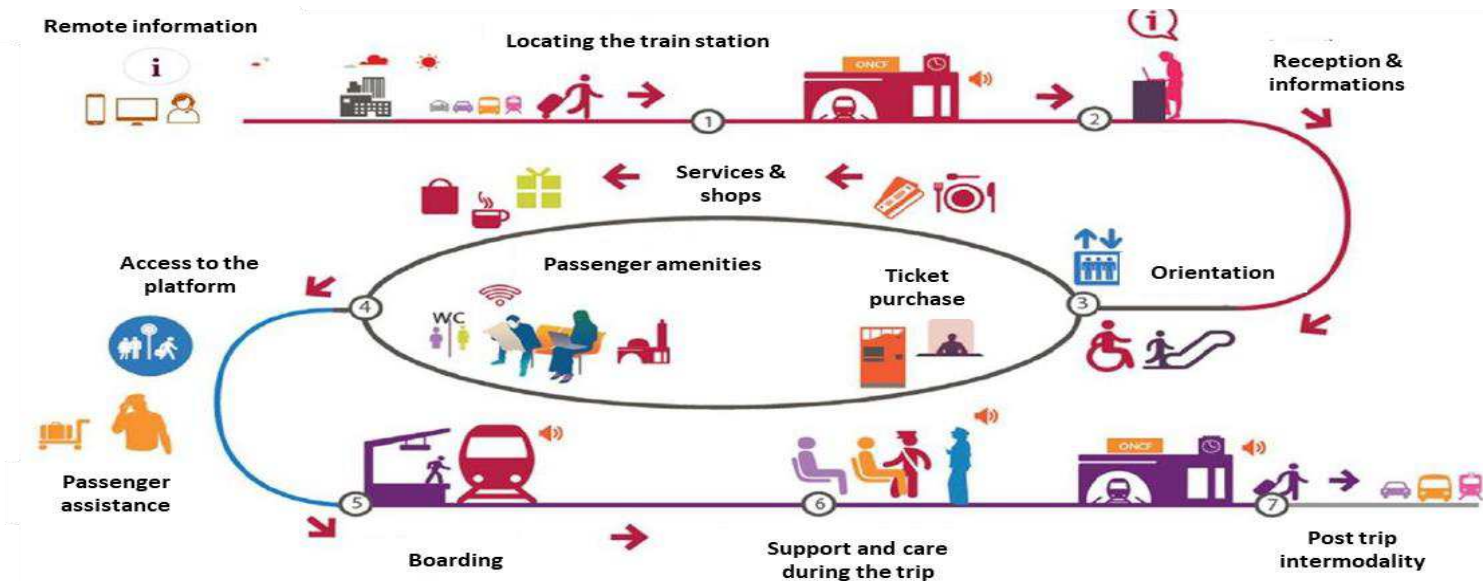 Remote information
i
Locating the train station
ONCF
i
Reception &
informations
1
2
Services &
shops
Access to the
platform
Passenger amenities
Ticket
purchase
Orientation
WC
4
3
Passenger
assistance
ONCF
5
6
7
Boarding
Support and care
during the trip
Post trip
intermodality